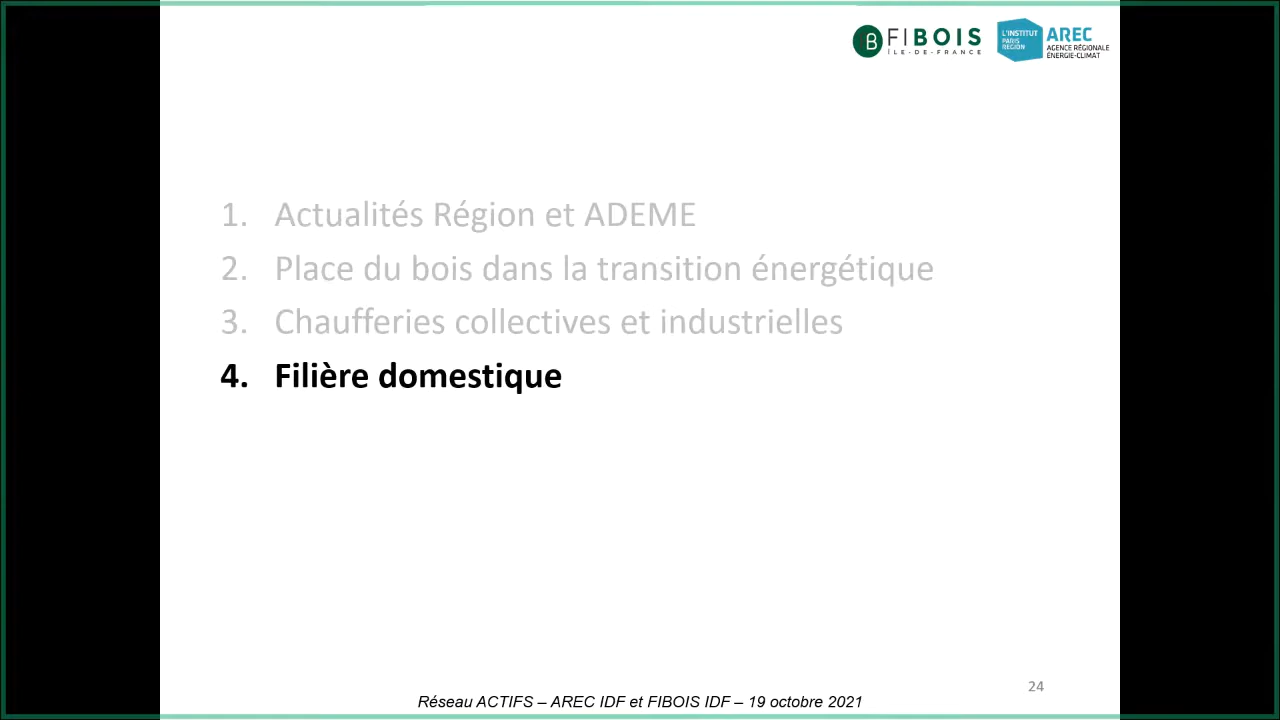 FIBOIS
ÎLE-DE-FRANCE
L'INSTITUT
PARIS
REGION
AREC
AGENCE RÉGIONALE
ÉNERGIE-CLIMAT
1. Actualités Région et ADEME
2. Place du bois dans la transition énergétique
3. Chaufferies collectives et industrielles
4. Filière domestique
24
Réseau ACTIFS – AREC IDF et FIBOIS IDF – 19 octobre 2021